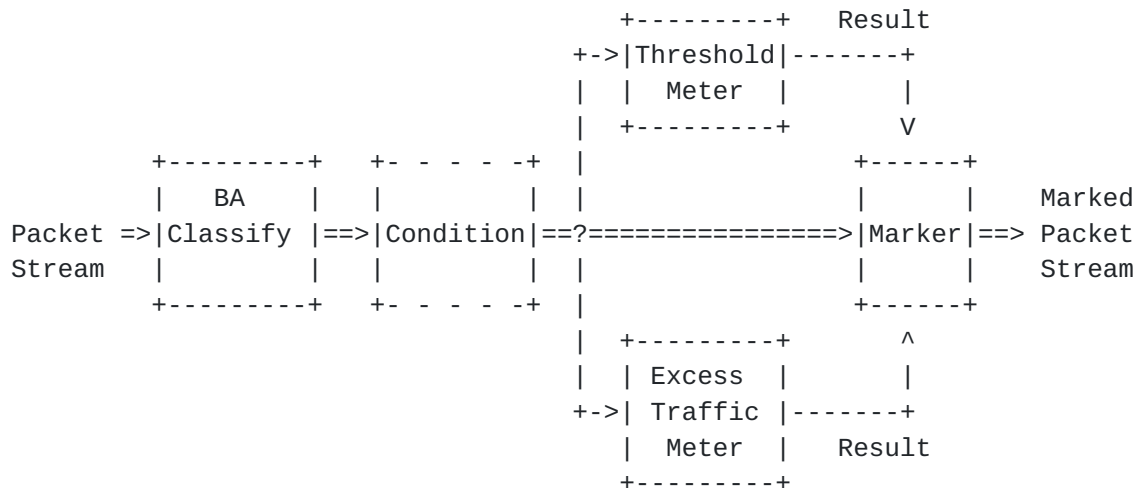 +---------+   Result
                                     +->|Threshold|-------+
                                     |  |  Meter  |       |
                                     |  +---------+       V
         +---------+   +- - - - -+  |                 +------+
         |   BA    |   |         |  |                 |      |    Marked
Packet =>|Classify |==>|Condition|==?================>|Marker|==> Packet
Stream   |         |   |         |  |                 |      |    Stream
         +---------+   +- - - - -+  |                 +------+
                                     |  +---------+       ^
                                     |  | Excess  |       |
                                     +->| Traffic |-------+
                                        |  Meter  |   Result
                                        +---------+